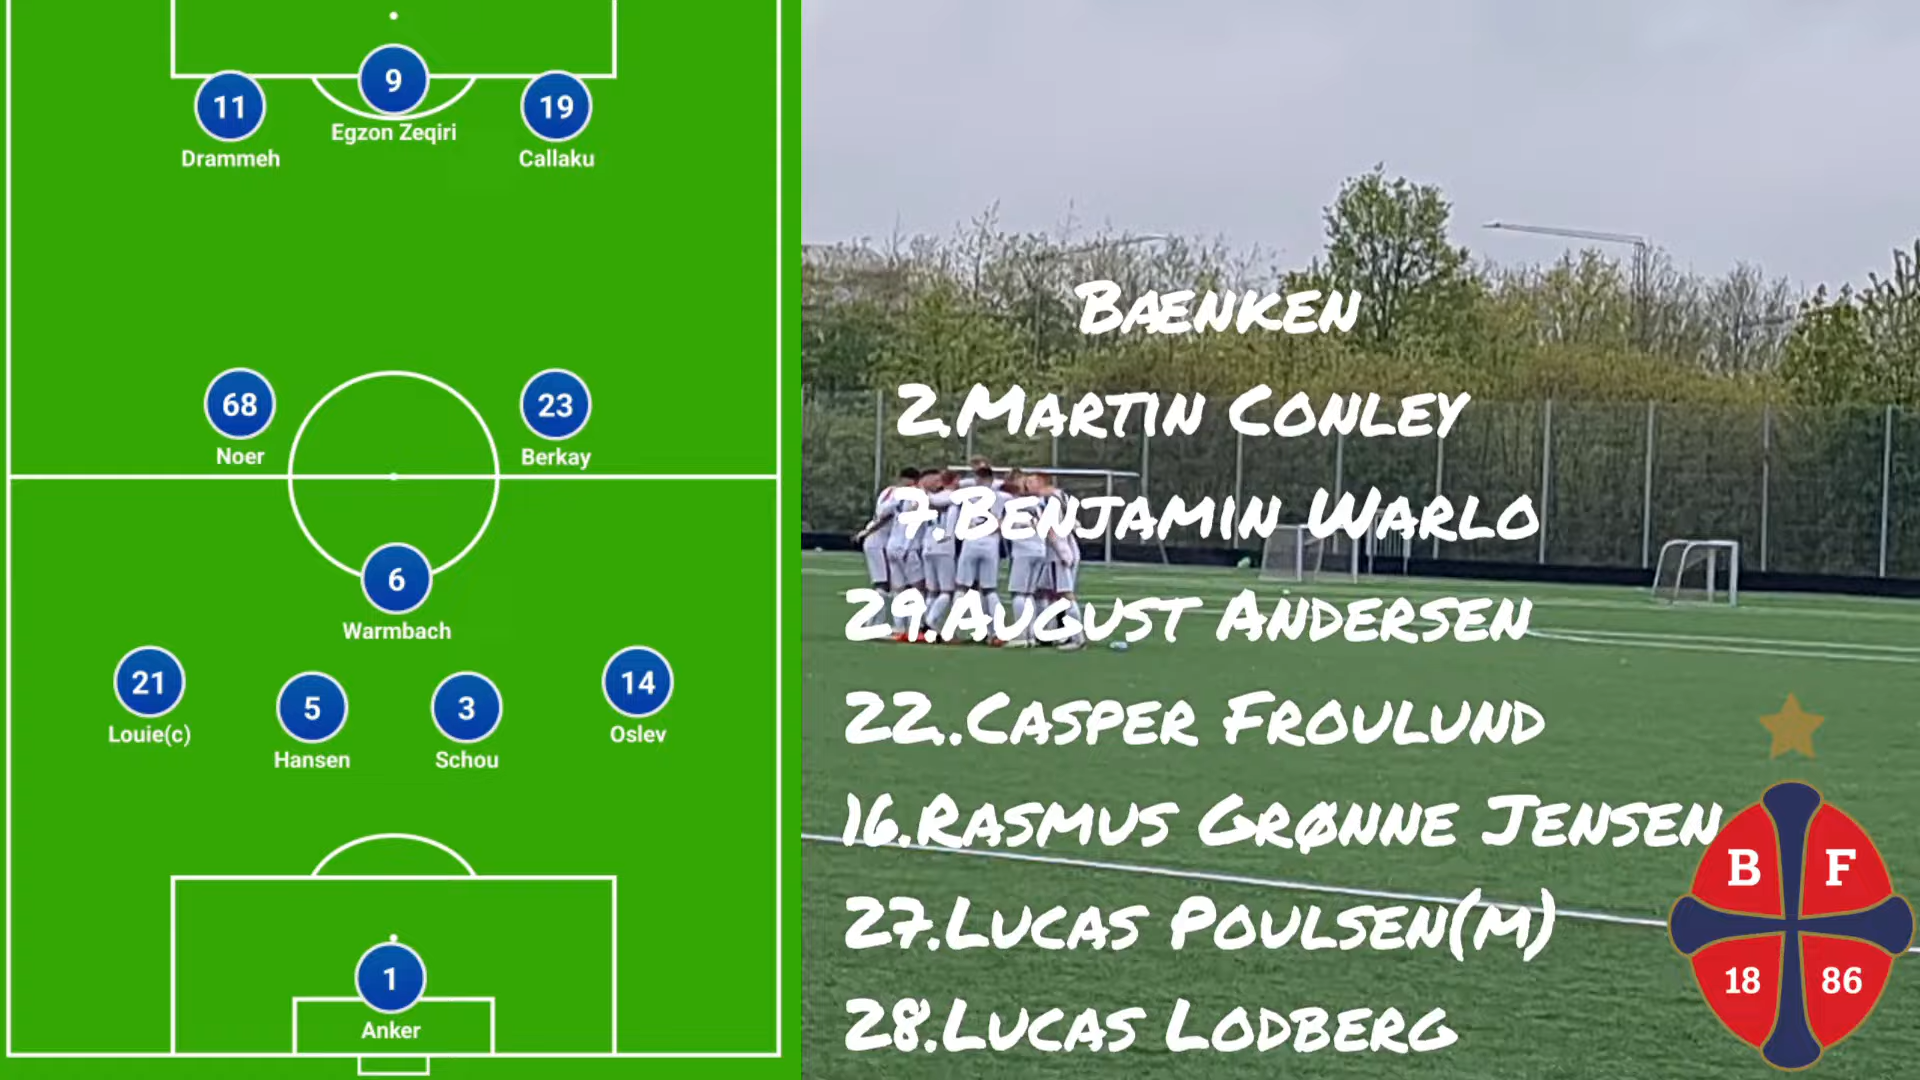 9
11
19
Egzon Zeqiri
Drammeh
Callaku
68
23
Noer
Berkay
6
Warmbach
21
14
5
3
Louie(c)
Oslev
Hansen
Schou
1
Anker
Bænken
2.Martin Conley
7.Benjamin Warlo
29.August Andersen
22.Casper Froulund
16.Rasmus Grønne Jensen
27.Lucas Poulsen(m)
28.Lucas Lodberg
B F
18 86